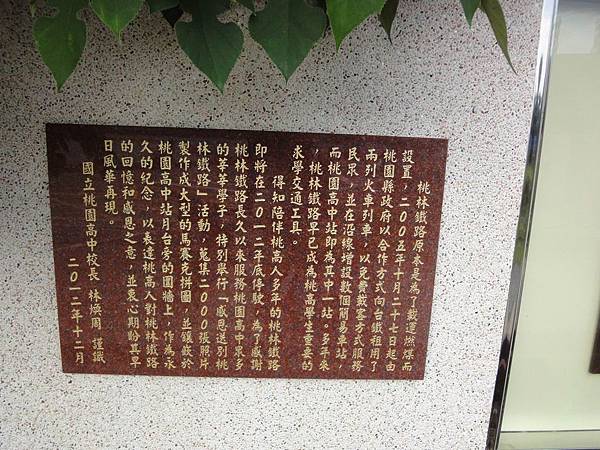 桃林鐵路原本是為了載運燃煤而
設置，二００五年十月二十七日起由
桃園縣政府以合作方式向台鐵租用了
兩列火車列車，以免費載客方式服務
民眾，並在沿線增設數個簡易車站，
而桃園高中站即為其中一站。多年來
，桃林鐵路早已成為桃高學生重要的
求學交通工具。
得知陪伴桃高人多年的桃林鐵路
即將在二０一二年底停駛，為了感謝
桃林鐵路長久以來服務桃園高中眾多
的莘莘學子，特別舉行「感恩送別桃
林鐵路」活動，蒐集２０００張照片
製作成大型的馬賽克拼圖，並鑲嵌於
桃園高中站月台旁的圍牆上，作為永
久的紀念，以表達桃高人對桃林鐵路
的回憶和感恩之意，並衷心期盼其早
日風華再現。
國立桃園高中校長 林煥周 謹識
二０一二年十二月